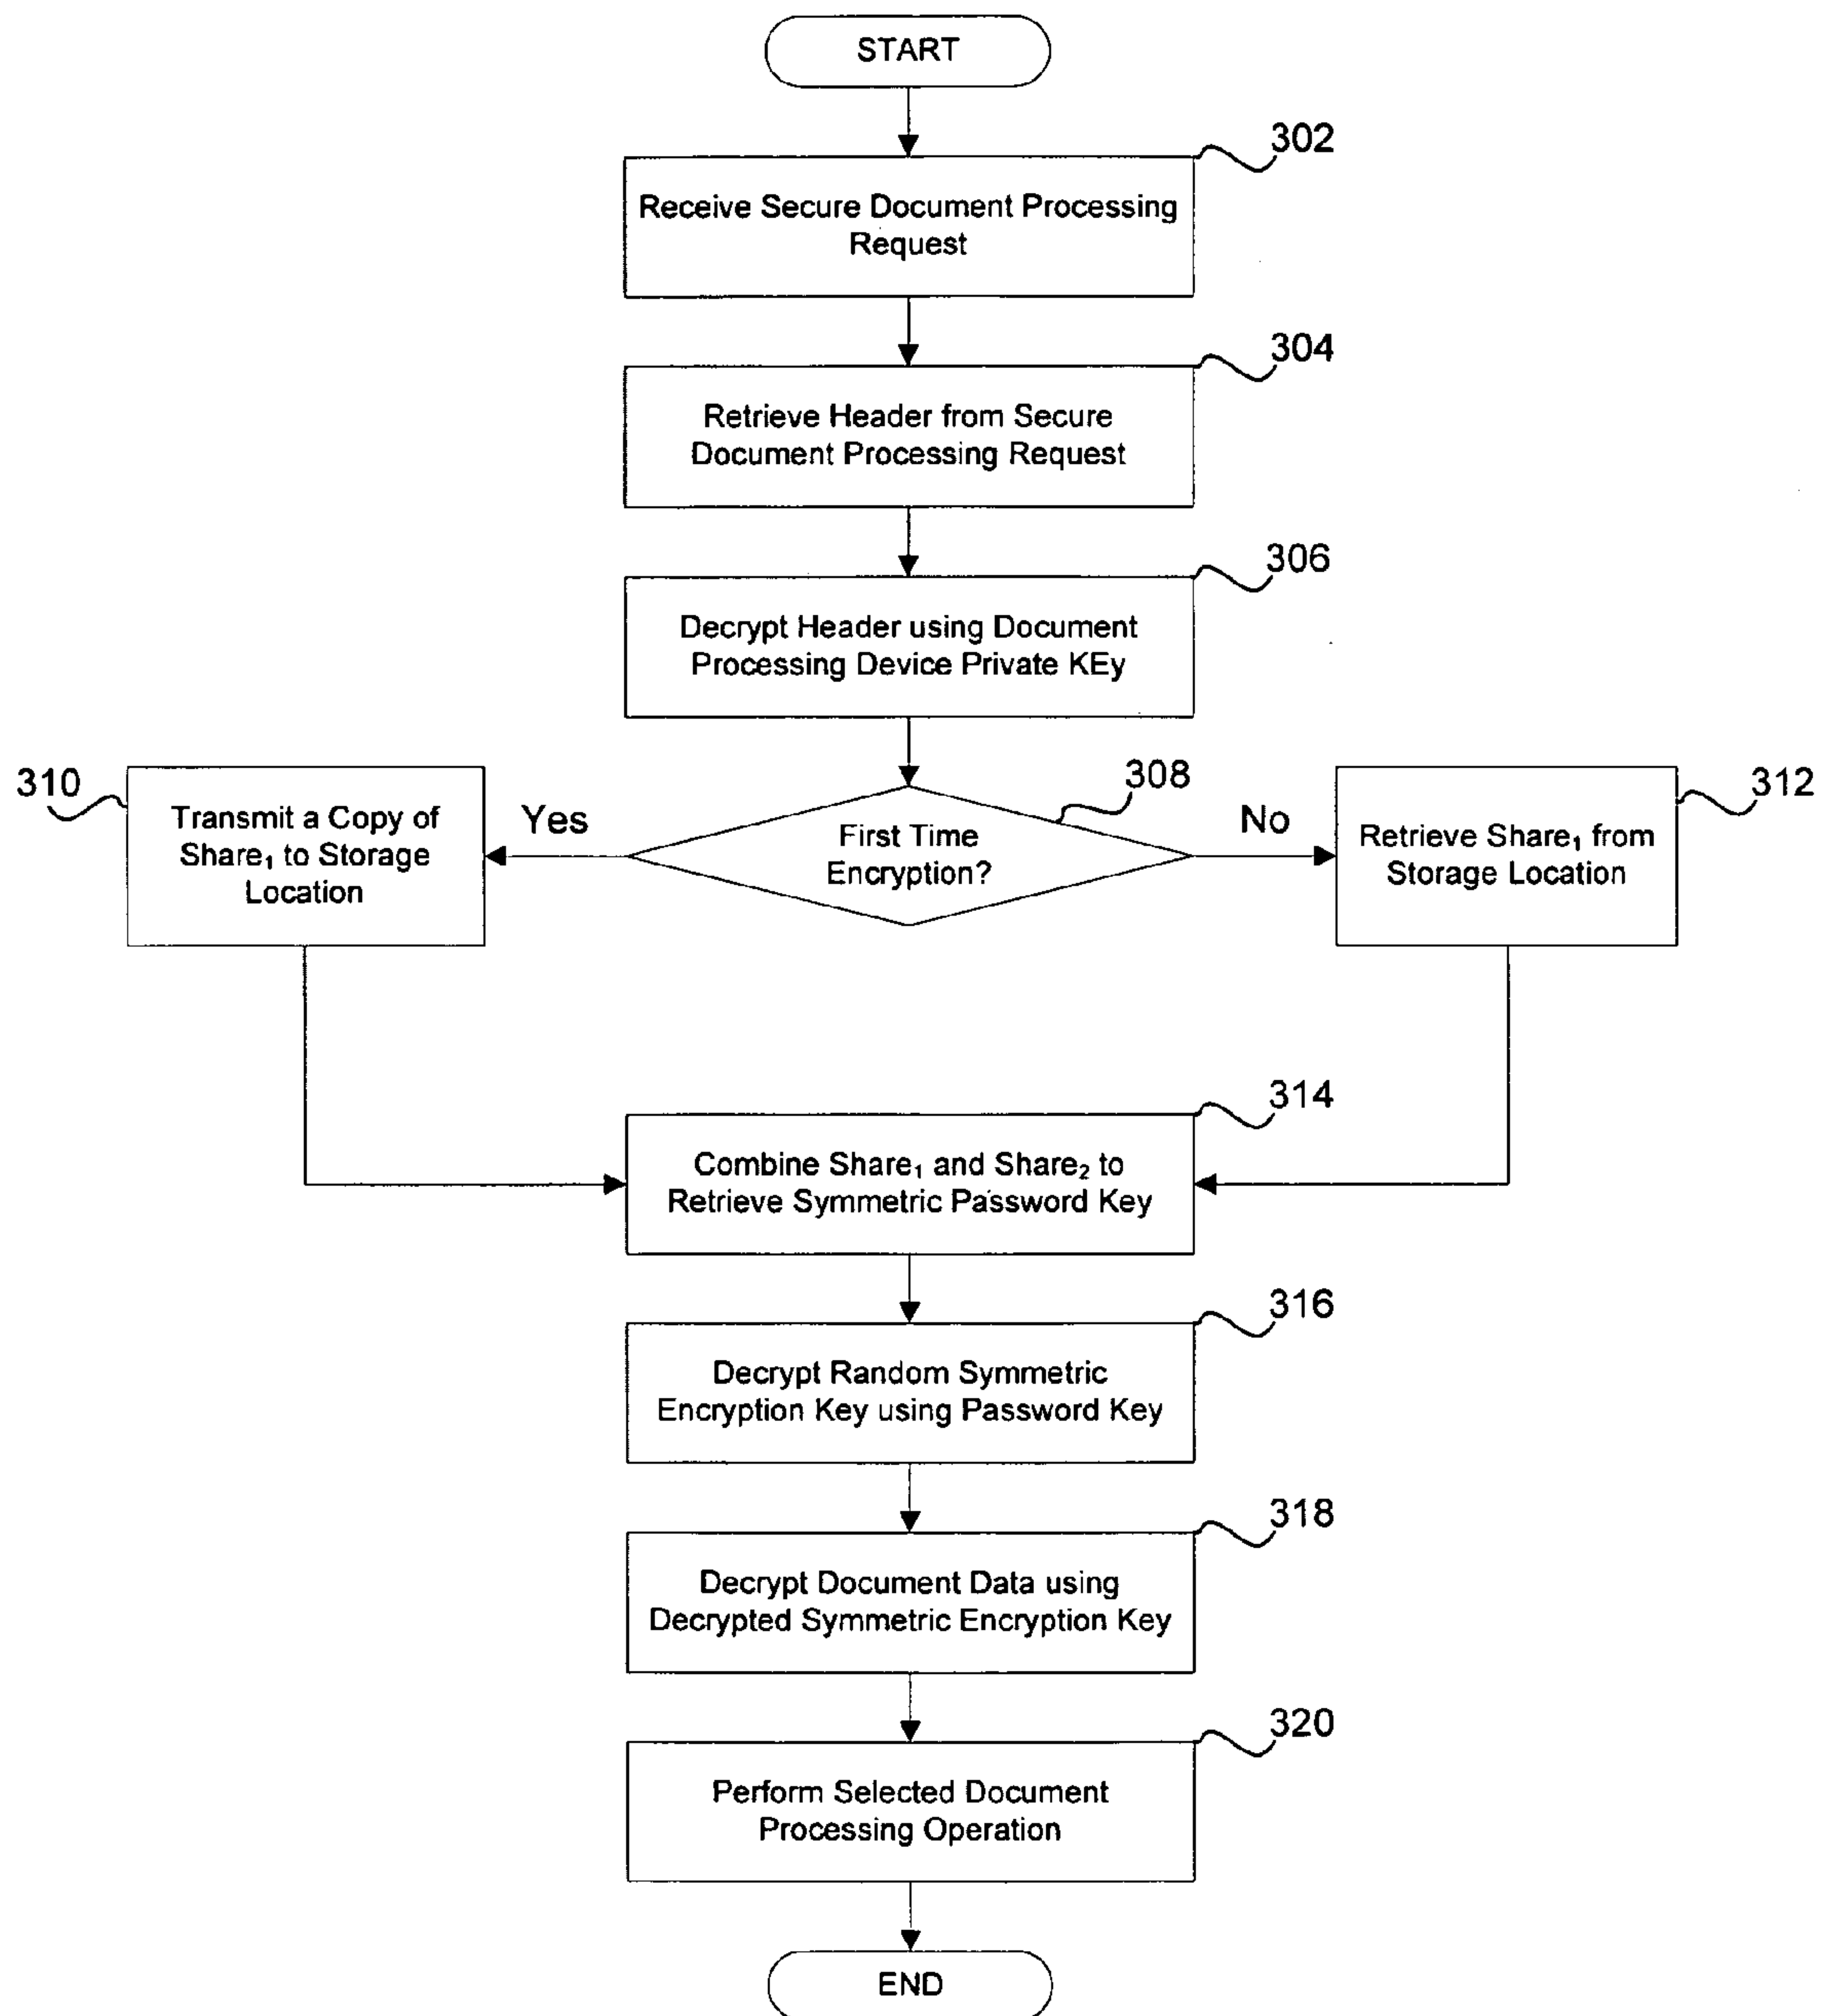 START
302
Receive Secure Document Processing
Request
304
Retrieve Header from Secure
Document Processing Request
306
Decrypt Header using Document
Processing Device Private KEy
308
310
Transmit a Copy of
Share₁ to Storage
Location
Yes
First Time
Encryption?
No
312
Retrieve Share₁ from
Storage Location
314
Combine Share₁ and Share₂ to
Retrieve Symmetric Password Key
316
Decrypt Random Symmetric
Encryption Key using Password Key
318
Decrypt Document Data using
Decrypted Symmetric Encryption Key
320
Perform Selected Document
Processing Operation
END